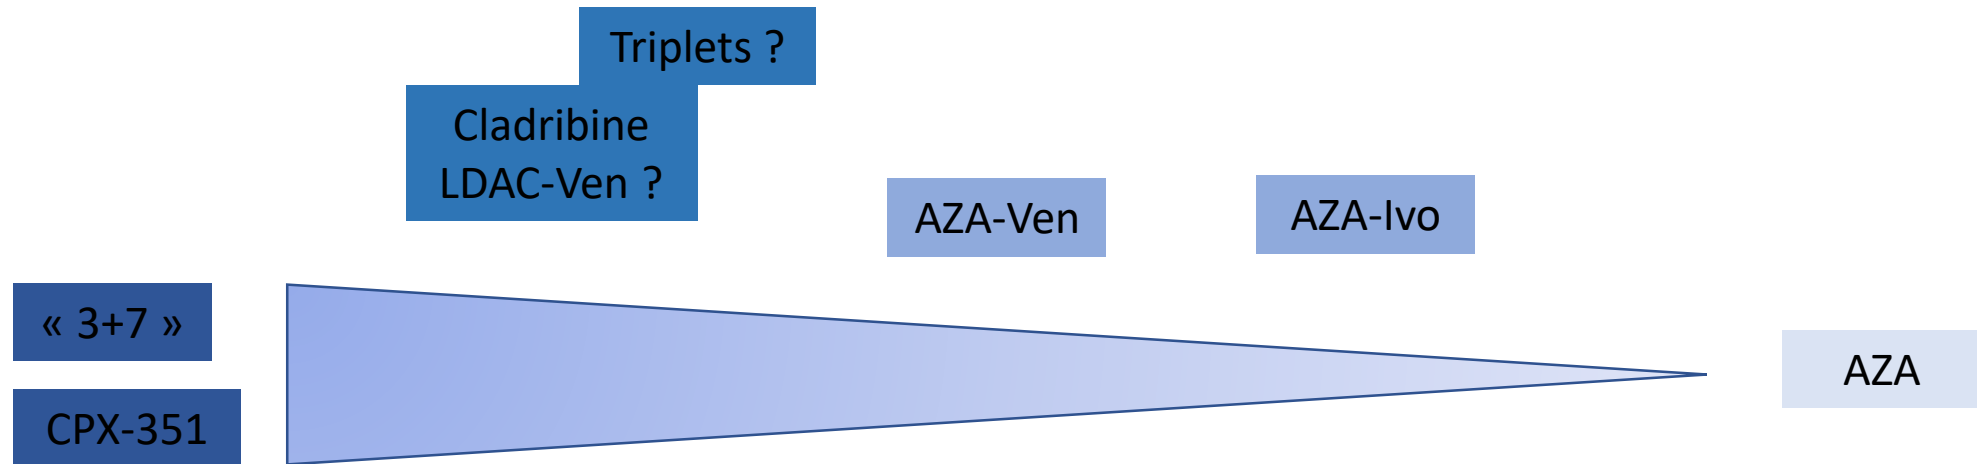 Triplets ?
Cladribine
LDAC-Ven ?
AZA-Ven
AZA-Ivo
« 3+7 »
CPX-351
AZA